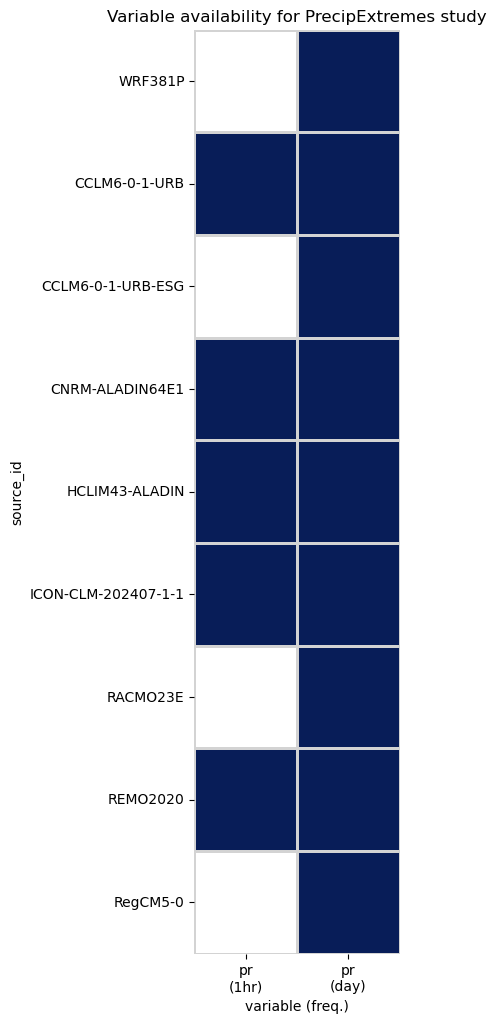 Variable availability for PrecipExtremes study
WRF381P
CCLM6-0-1-URB
CCLM6-0-1-URB-ESG
CNRM-ALADIN64E1
HCLIM43-ALADIN
ICON-CLM-202407-1-1
RACMO23E
REMO2020
RegCM5-0
source_id
pr
(1hr)
pr
(day)
variable (freq.)